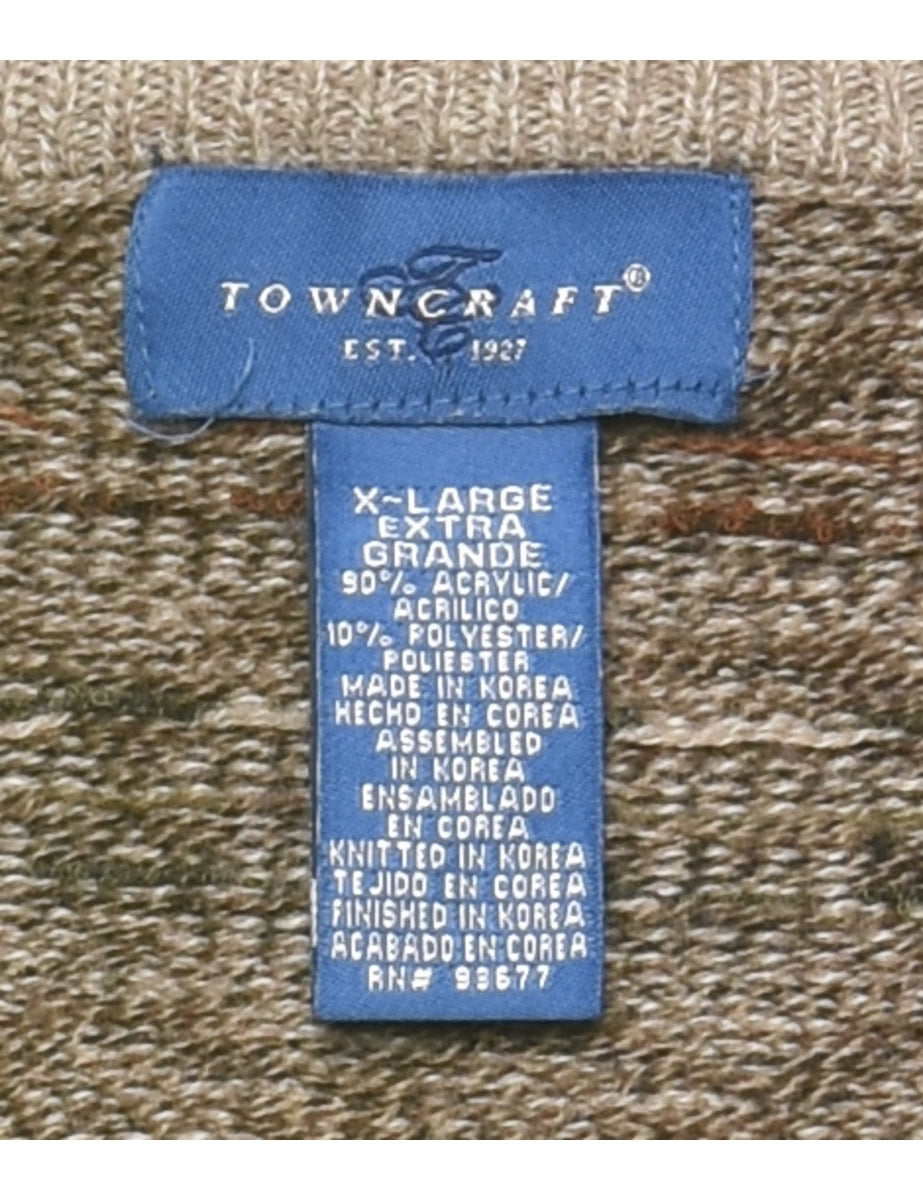 TOWNCRAFT®
EST. 1927
X-LARGE
EXTRA
GRANDE
90% ACRYLIC/
ACRILICO
10% POLYESTER/
POLIESTER
MADE IN KOREA
HECHO EN COREA
ASSEMBLED
IN KOREA
ENSAMBLADO
EN COREA
KNITTED IN KOREA
TEJIDO EN COREA
FINISHED IN KOREA
ACABADO EN COREA
RN# 93677